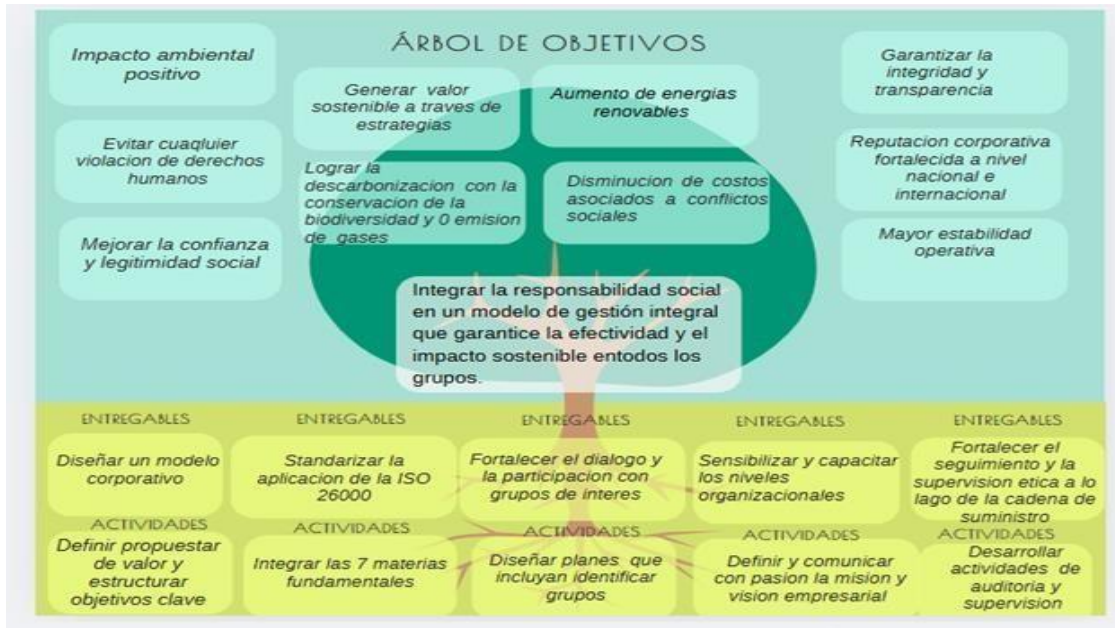 ÁRBOL DE OBJETIVOS
Impacto ambiental
positivo
Generar valor
sostenible a traves de
estrategias
Aumento de energias
renovables
Garantizar la
integridad y
transparencia
Evitar cuaqluier
violacion de derechos
humanos
Lograr la
descarbonizacion con la
conservacion de la
biodiversidad y 0 emision
de gases
Disminucion de costos
asociados a conflictos
sociales
Reputacion corporativa
fortalecida a nivel
nacional e
internacional
Mejorar la confianza
y legitimidad social
Mayor estabilidad
operativa
Integrar la responsabilidad social
en un modelo de gestión integral
que garantice la efectividad y el
impacto sostenible entodos los
grupos.
ENTREGABLES
Diseñar un modelo
corporativo
ACTIVIDADES
Definir propuestar
de valor y
estructurar
objetivos clave
ENTREGABLES
Standarizar la
aplicacion de la ISO
26000
ACTIVIDADES
Integrar las 7 materias
fundamentales
ENTREGABLES
Fortalecer el dialogo y
la participacion con
grupos de interes
ACTIVIDADES
Diseñar planes que
incluyan identificar
grupos
ENTREGABLES
Sensibilizar y capacitar
los niveles
organizacionales
ACTIVIDADES
Definir y comunicar
con pasion la mision y
vision empresarial
ENTREGABLES
Fortalecer el
seguimiento y la
supervision etica a lo
lago de la cadena de
suministro
ACTIVIDADES
Desarrollar
actividades de
auditoria y
supervision